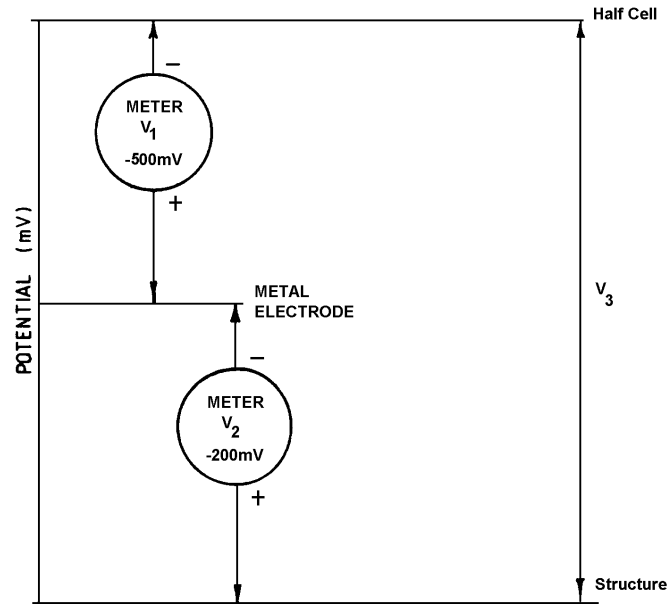 Half Cell
−
METER
V1
-500mV
+
POTENTIAL (mV)
METAL
ELECTRODE
V3
−
METER
V2
-200mV
+
Structure